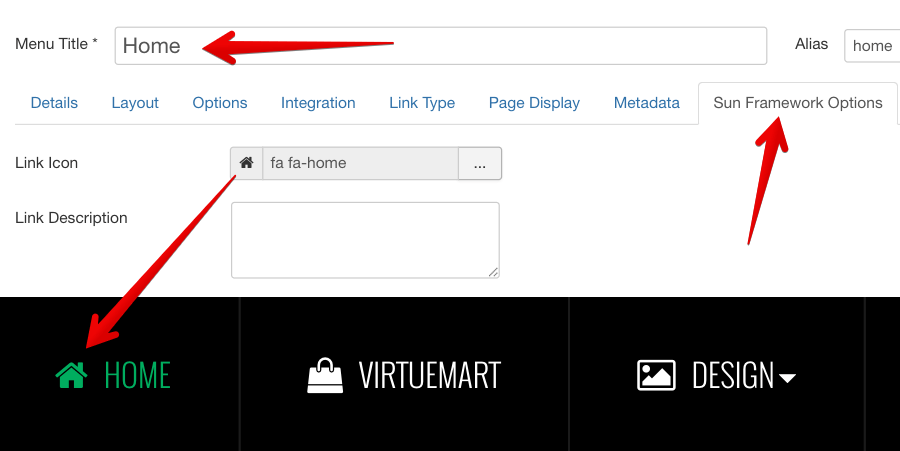 Menu Title * Home Alias home
Details Layout Options Integration Link Type Page Display Metadata Sun Framework Options
Link Icon fa fa-home ...
Link Description
HOME VIRTUEMART DESIGN